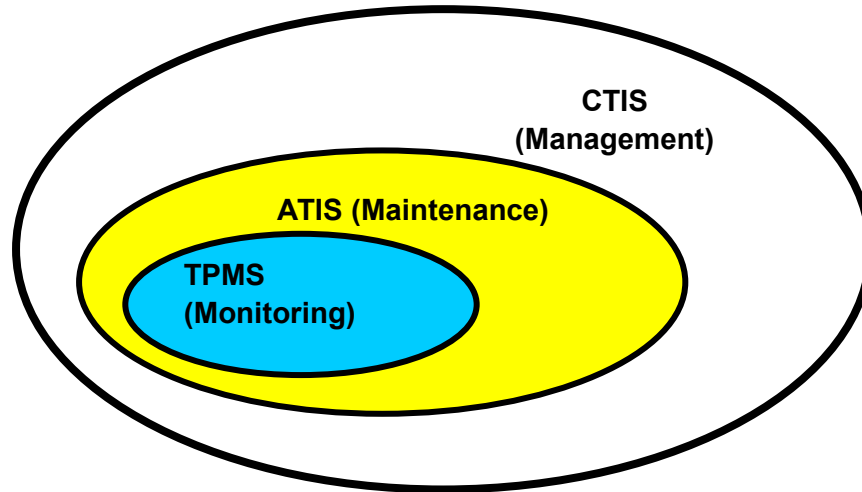 CTIS
(Management)
ATIS (Maintenance)
TPMS
(Monitoring)